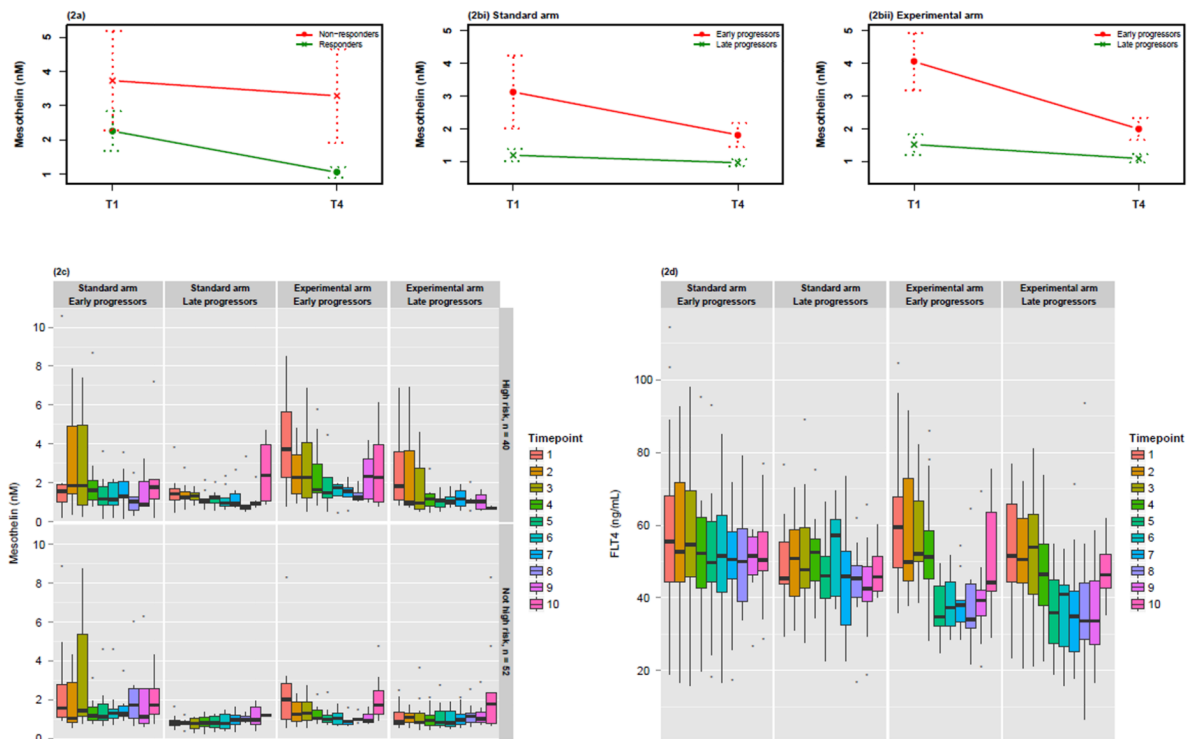 (2a)
Non-responders
Responders
Mesothelin (nM)
5
4
3
2
1
T1
T4
(2bi) Standard arm
Early progressors
Late progressors
Mesothelin (nM)
5
4
3
2
1
T1
T4
(2bii) Experimental arm
Early progressors
Late progressors
Mesothelin (nM)
5
4
3
2
1
T1
T4
(2c)
Standard arm
Early progressors
Standard arm
Late progressors
Experimental arm
Early progressors
Experimental arm
Late progressors
Mesothelin (nM)
10
8
6
4
2
0
High risk, n = 40
10
8
6
4
2
0
Not high risk, n = 52
Timepoint
1
2
3
4
5
6
7
8
9
10
(2d)
Standard arm
Early progressors
Standard arm
Late progressors
Experimental arm
Early progressors
Experimental arm
Late progressors
FLT4 (ng/mL)
100
80
60
40
20
Timepoint
1
2
3
4
5
6
7
8
9
10